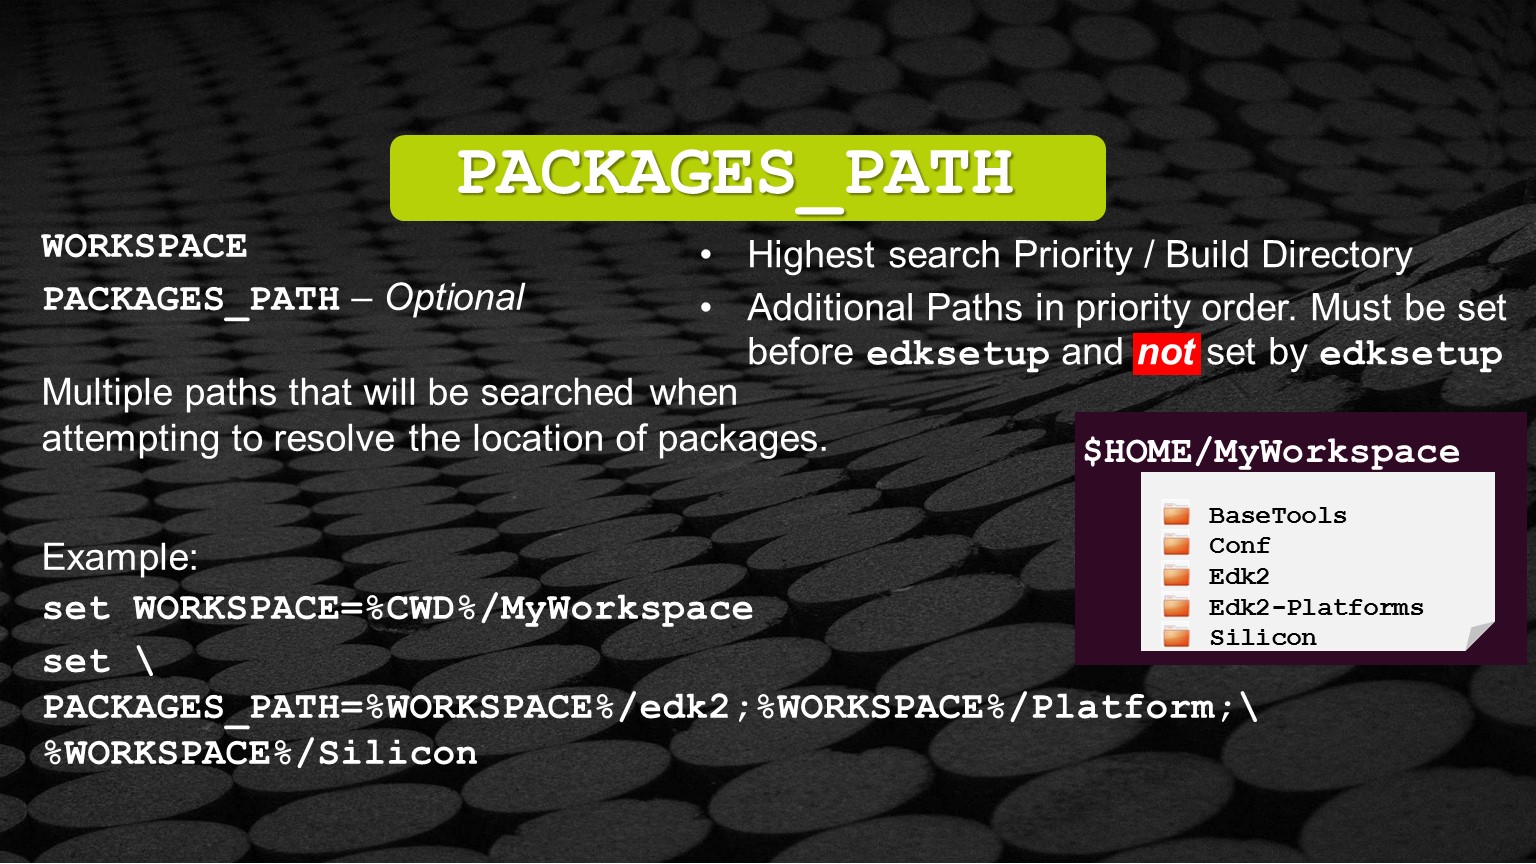 PACKAGES_PATH
WORKSPACE
PACKAGES_PATH – Optional
• Highest search Priority / Build Directory
• Additional Paths in priority order. Must be set
before edksetup and not set by edksetup
Multiple paths that will be searched when
attempting to resolve the location of packages.
Example:
set WORKSPACE=%CWD%/MyWorkspace
set \
PACKAGES_PATH=%WORKSPACE%/edk2;%WORKSPACE%/Platform;\
%WORKSPACE%/Silicon
$HOME/MyWorkspace
BaseTools
Conf
Edk2
Edk2-Platforms
Silicon